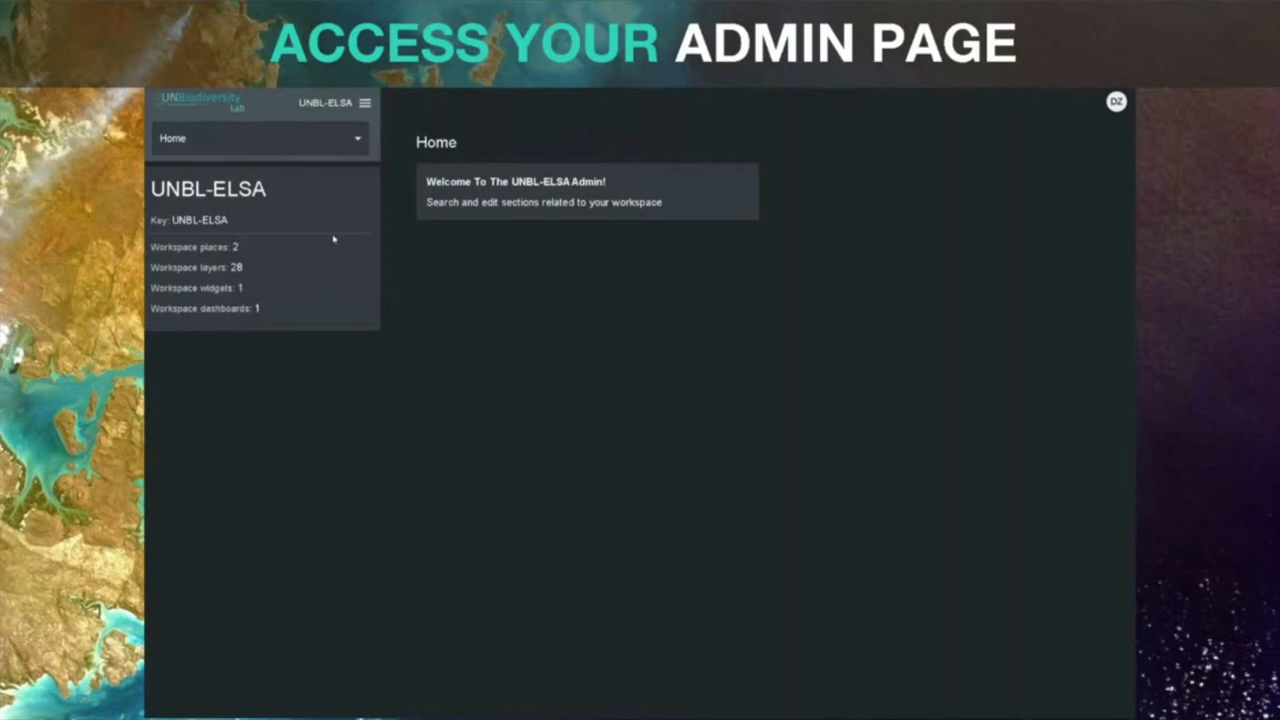 ACCESS YOUR ADMIN PAGE
UNBiodiversity
Lab
UNBL-ELSA
DZ
Home
Home
Welcome To The UNBL-ELSA Admin!
Search and edit sections related to your workspace
UNBL-ELSA
Key: UNBL-ELSA
Workspace places: 2
Workspace layers: 28
Workspace widgets: 1
Workspace dashboards: 1